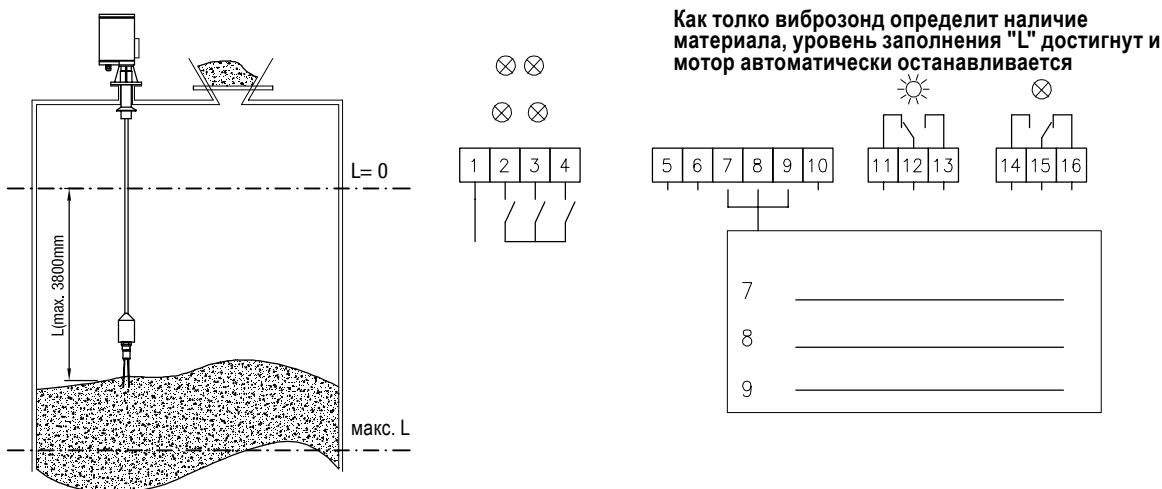 Как толко виброзонд определит наличие
материала, уровень заполнения "L" достигнут и
мотор автоматически останавливается
L= 0
L(max. 3800mm
макс. L
1 2 3 4
5 6 7 8 9 10
11 12 13
14 15 16
7
8
9